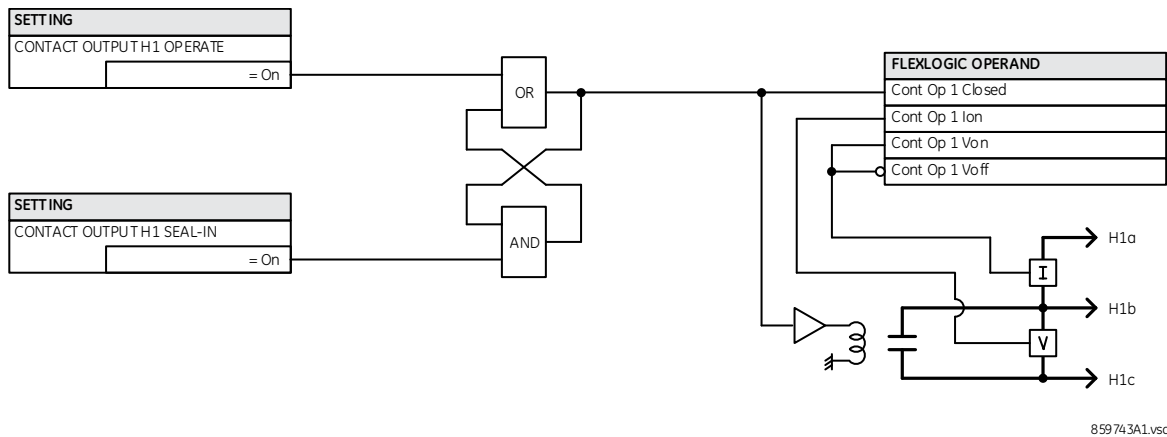 SETTING
CONTACT OUTPUT H1 OPERATE
= On
OR
FLEXLOGIC OPERAND
Cont Op 1 Closed
Cont Op 1 Ion
Cont Op 1 Von
Cont Op 1 Voff
SETTING
CONTACT OUTPUT H1 SEAL-IN
= On
AND
H1a
I
H1b
V
H1c
859743A1.vsd